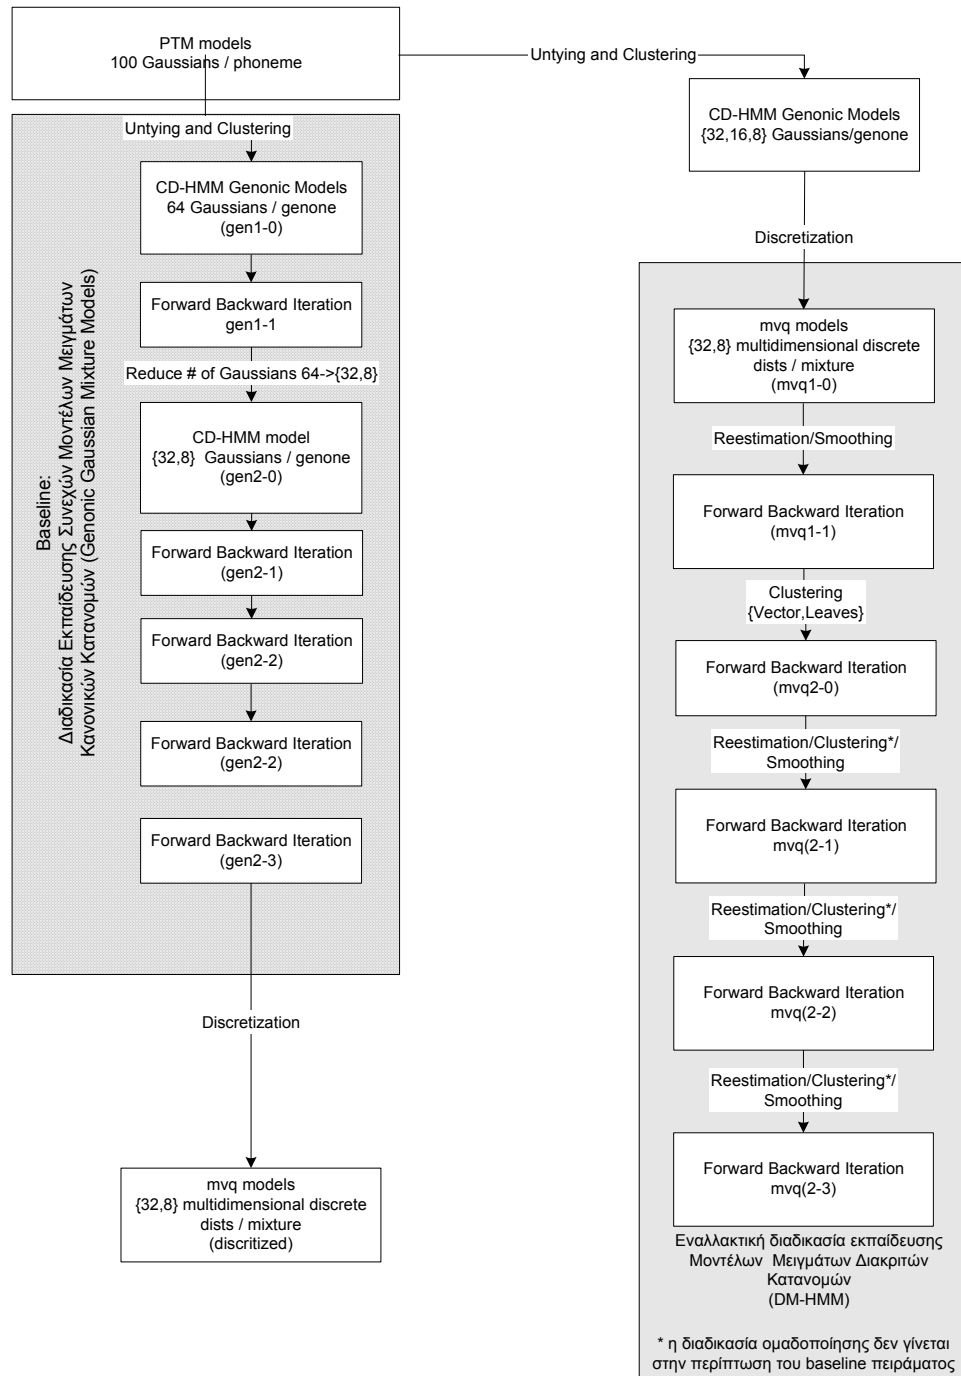 PTM models
100 Gaussians / phoneme
Untying and Clustering
Untying and Clustering
CD-HMM Genonic Models
64 Gaussians / genone
(gen1-0)
Forward Backward Iteration
gen1-1
Reduce # of Gaussians 64->{32,8}
CD-HMM model
{32,8}  Gaussians / genone
(gen2-0)
Forward Backward Iteration
(gen2-1)
Forward Backward Iteration
(gen2-2)
Forward Backward Iteration
(gen2-2)
Forward Backward Iteration
(gen2-3)
Baseline:
Διαδικασία Εκπαίδευσης Συνεχών Μοντέλων Μειγμάτων
Κανονικών Κατανομών (Genonic Gaussian Mixture Models)
Discretization
mvq models
{32,8} multidimensional discrete
dists / mixture
(discritized)
CD-HMM Genonic Models
{32,16,8} Gaussians/genone
Discretization
mvq models
{32,8} multidimensional discrete
dists / mixture
(mvq1-0)
Reestimation/Smoothing
Forward Backward Iteration
(mvq1-1)
Clustering
{Vector,Leaves}
Forward Backward Iteration
(mvq2-0)
Reestimation/Clustering*/
Smoothing
Forward Backward Iteration
mvq(2-1)
Reestimation/Clustering*/
Smoothing
Forward Backward Iteration
mvq(2-2)
Reestimation/Clustering*/
Smoothing
Forward Backward Iteration
mvq(2-3)
Εναλλακτική διαδικασία εκπαίδευσης
Μοντέλων  Μειγμάτων Διακριτών
Κατανομών
(DM-HMM)
* η διαδικασία ομαδοποίησης δεν γίνεται
στην περίπτωση του baseline πειράματος